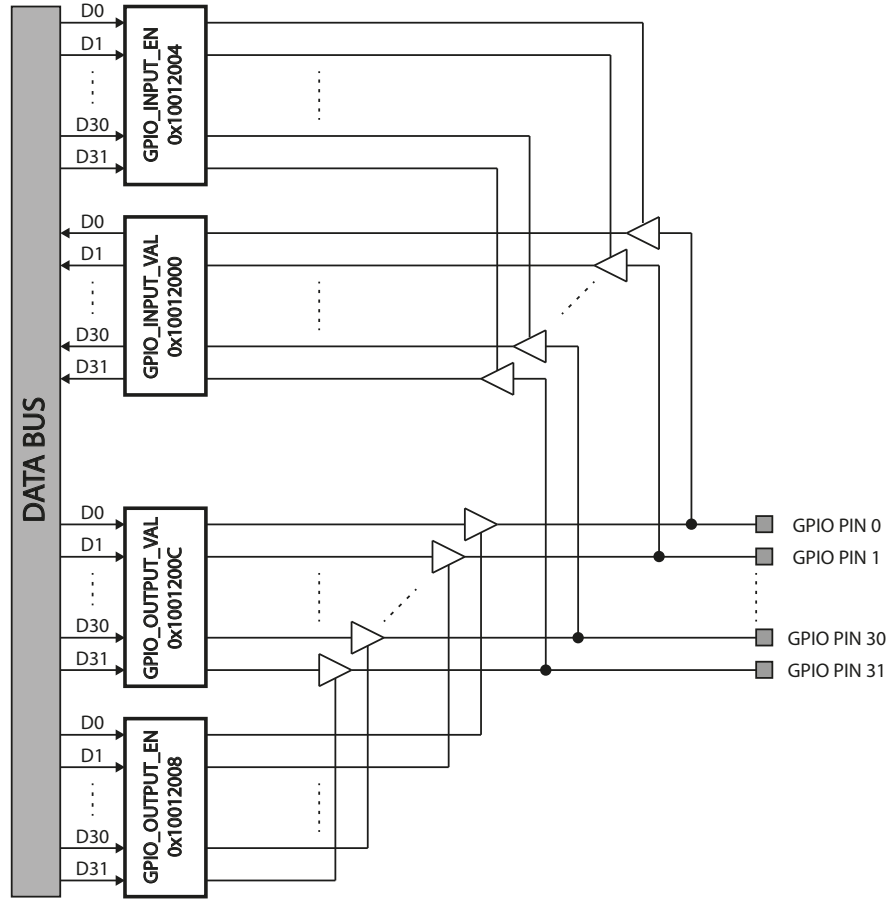 DATA BUS
D0
D1
D30
D31
GPIO_INPUT_EN
0x10012004
D0
D1
D30
D31
GPIO_INPUT_VAL
0x10012000
D0
D1
D30
D31
GPIO_OUTPUT_VAL
0x1001200C
GPIO PIN 0
GPIO PIN 1
GPIO PIN 30
GPIO PIN 31
D0
D1
D30
D31
GPIO_OUTPUT_EN
0x10012008